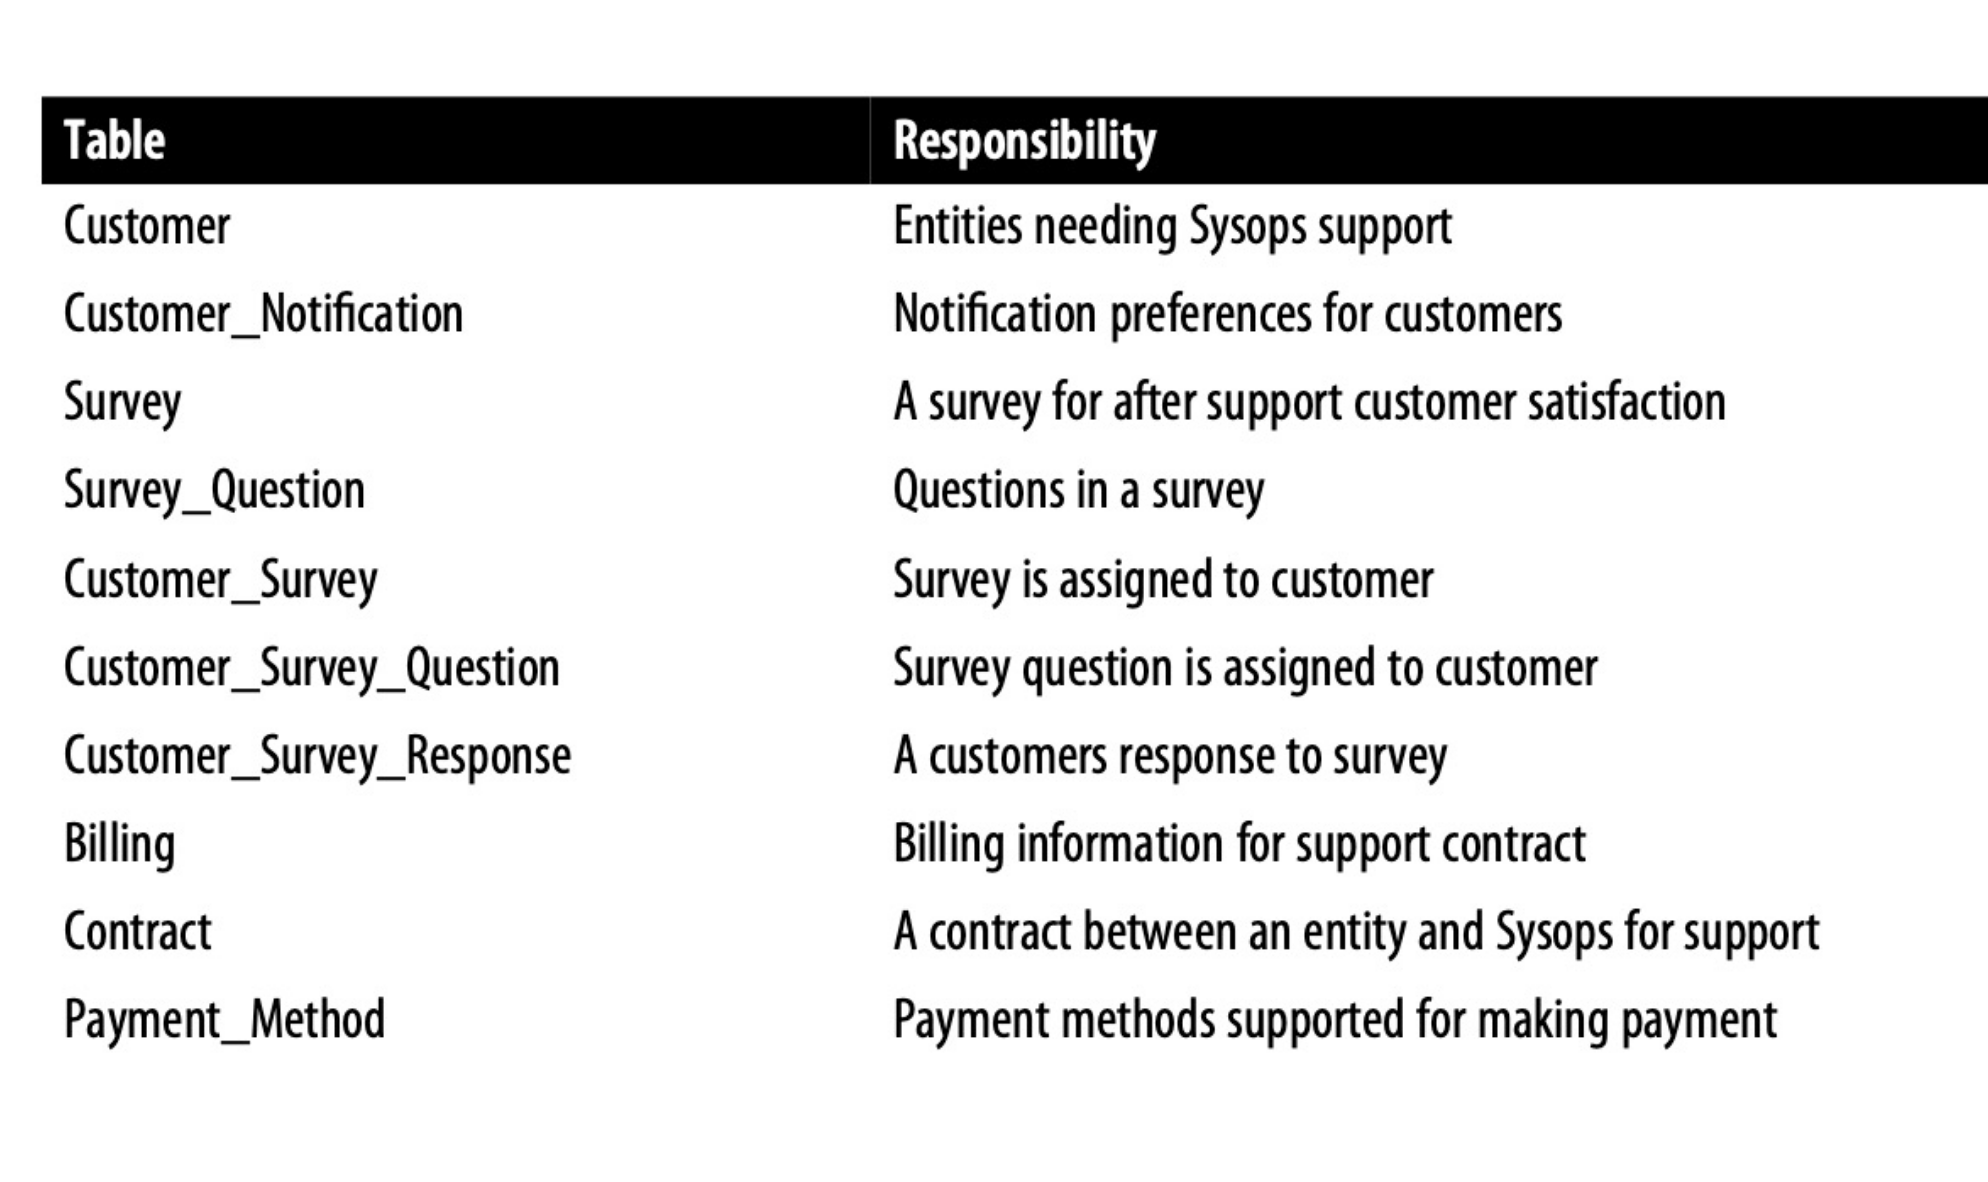 Table Responsibility
Customer Entities needing Sysops support
Customer_Notification Notification preferences for customers
Survey A survey for after support customer satisfaction
Survey_Question Questions in a survey
Customer_Survey Survey is assigned to customer
Customer_Survey_Question Survey question is assigned to customer
Customer_Survey_Response A customers response to survey
Billing Billing information for support contract
Contract A contract between an entity and Sysops for support
Payment_Method Payment methods supported for making payment